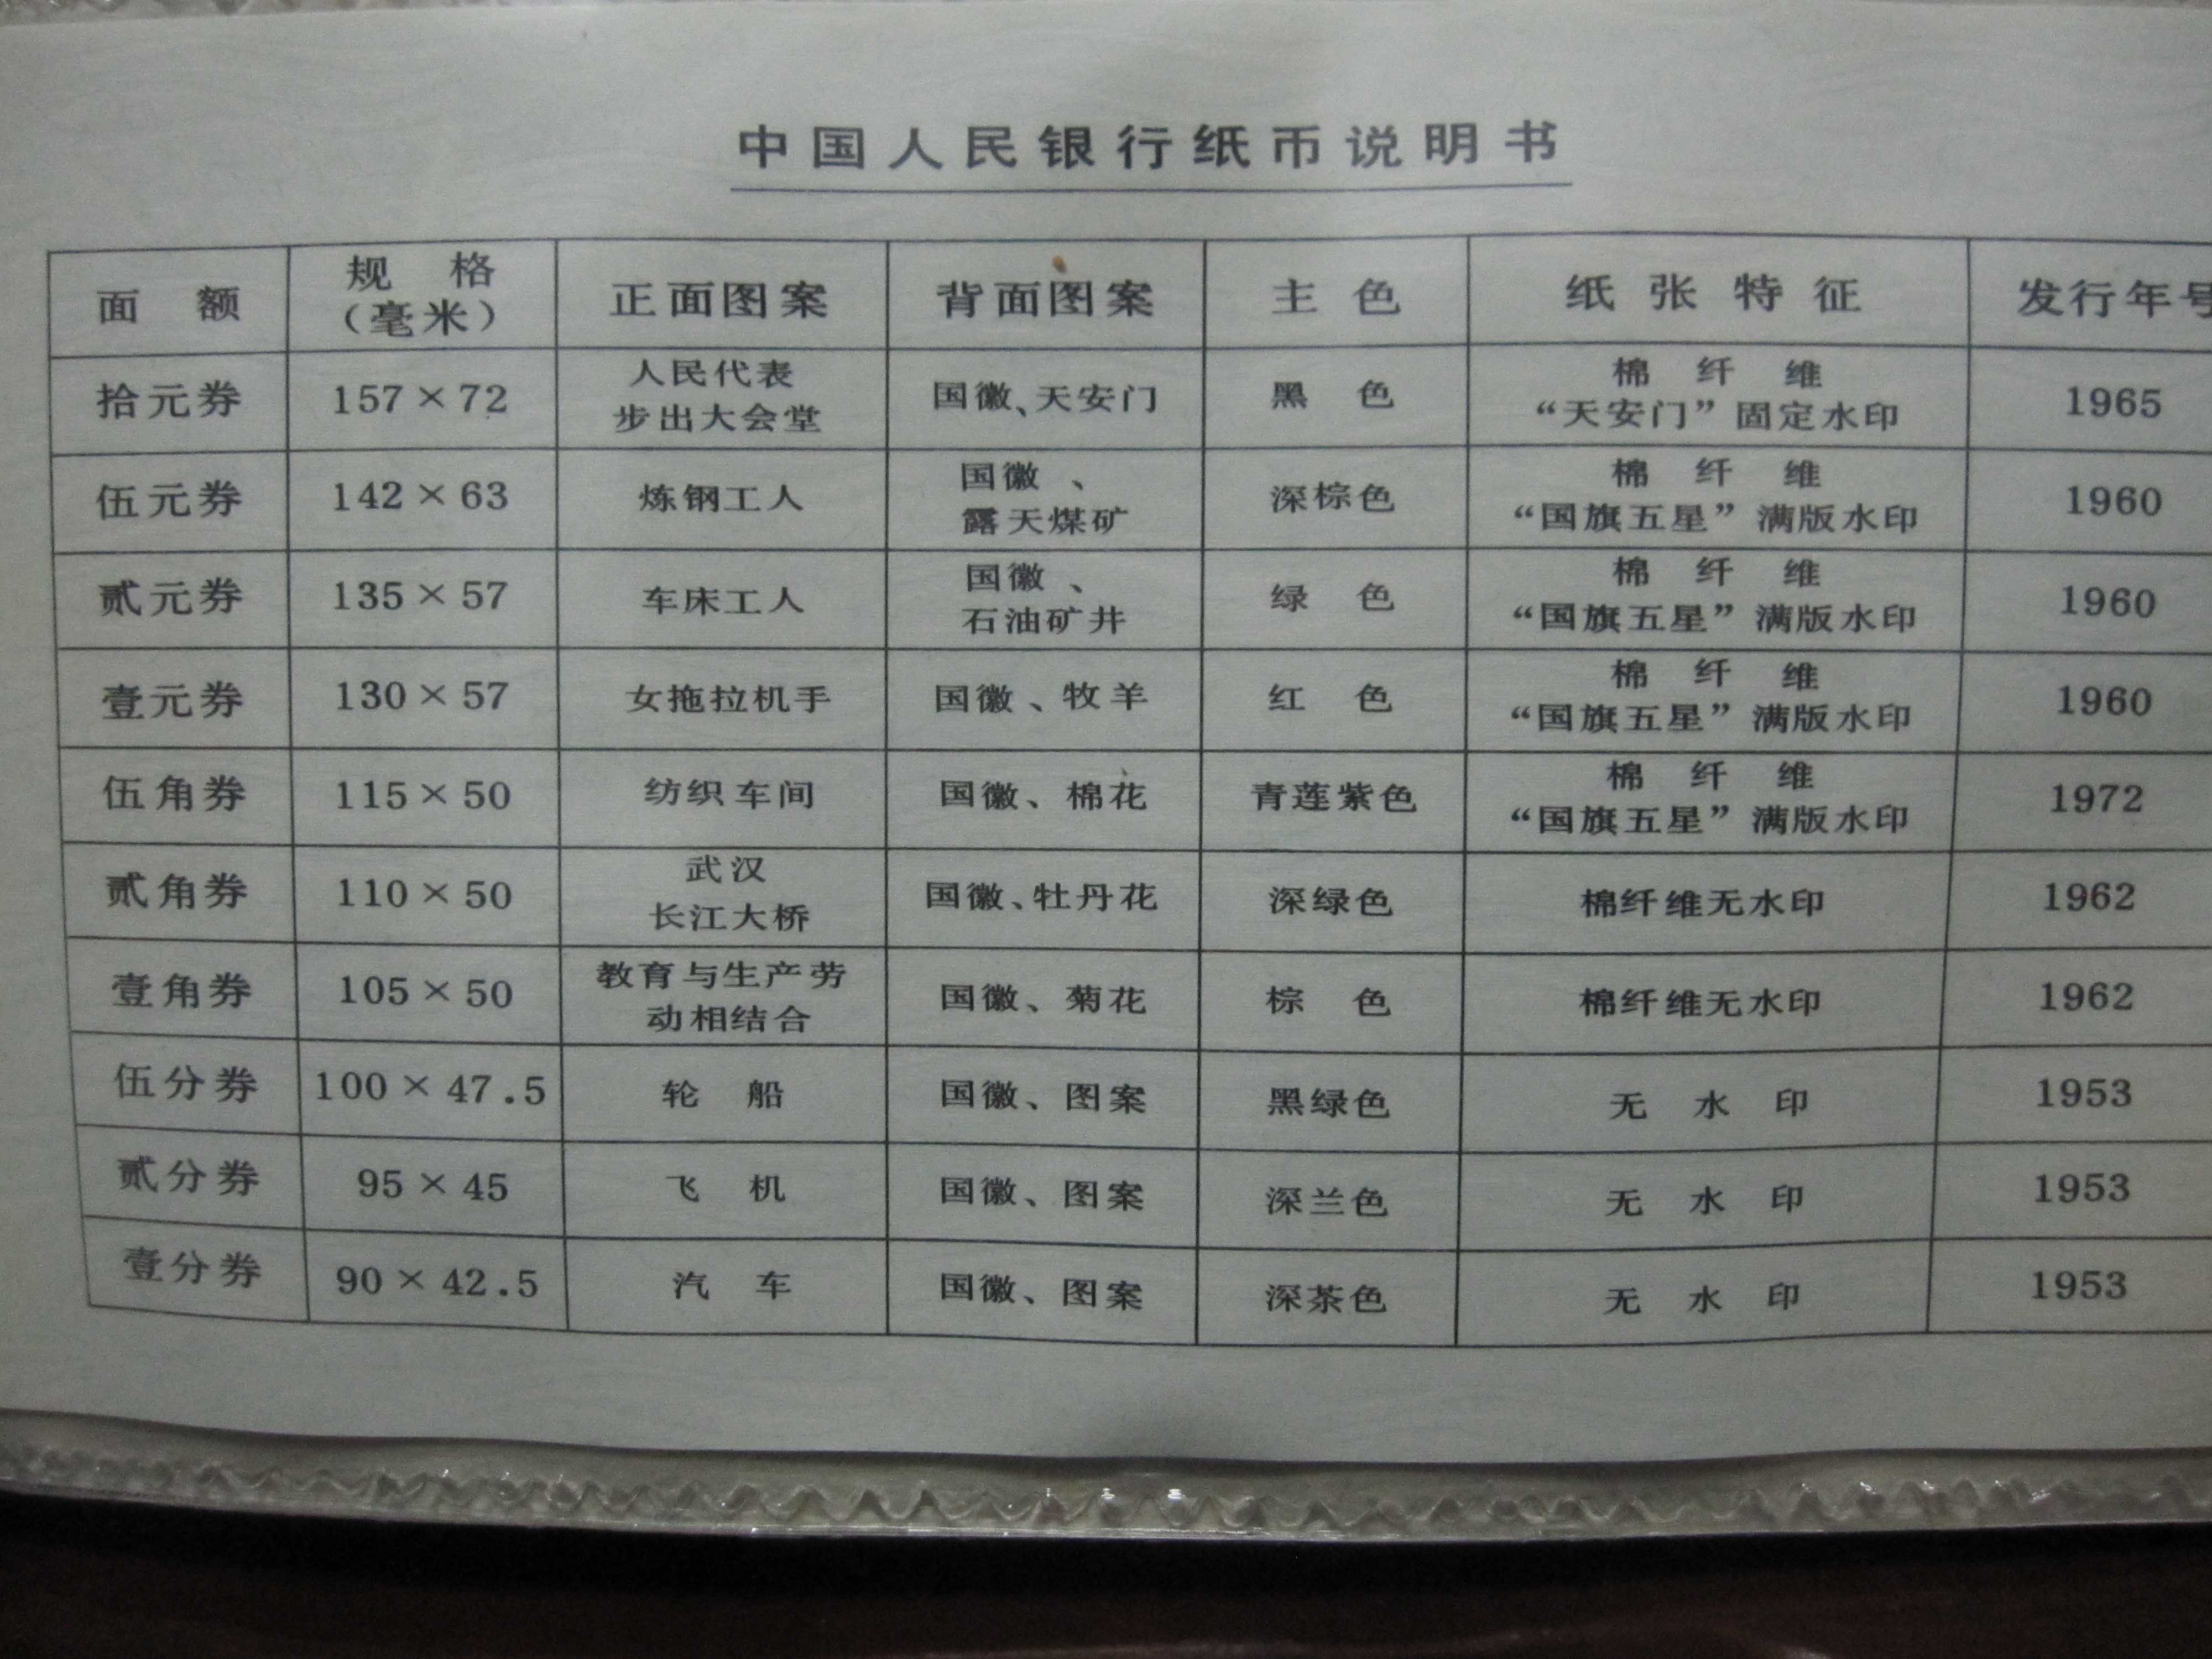 中国人民银行纸币说明书
面额 规格（毫米） 正面图案 背面图案 主色 纸张特征 发行年号
拾元券 157×72 人民代表步出大会堂 国徽、天安门 黑色 棉纤维“天安门”固定水印 1965
伍元券 142×63 炼钢工人 国徽、露天煤矿 深棕色 棉纤维“国旗五星”满版水印 1960
贰元券 135×57 车床工人 国徽、石油矿井 绿色 棉纤维“国旗五星”满版水印 1960
壹元券 130×57 女拖拉机手 国徽、牧羊 红色 棉纤维“国旗五星”满版水印 1960
伍角券 115×50 纺织车间 国徽、棉花 青莲紫色 棉纤维“国旗五星”满版水印 1972
贰角券 110×50 武汉长江大桥 国徽、牡丹花 深绿色 棉纤维无水印 1962
壹角券 105×50 教育与生产劳动相结合 国徽、菊花 棕色 棉纤维无水印 1962
伍分券 100×47.5 轮船 国徽、图案 黑绿色 无水印 1953
贰分券 95×45 飞机 国徽、图案 深兰色 无水印 1953
壹分券 90×42.5 汽车 国徽、图案 深茶色 无水印 1953